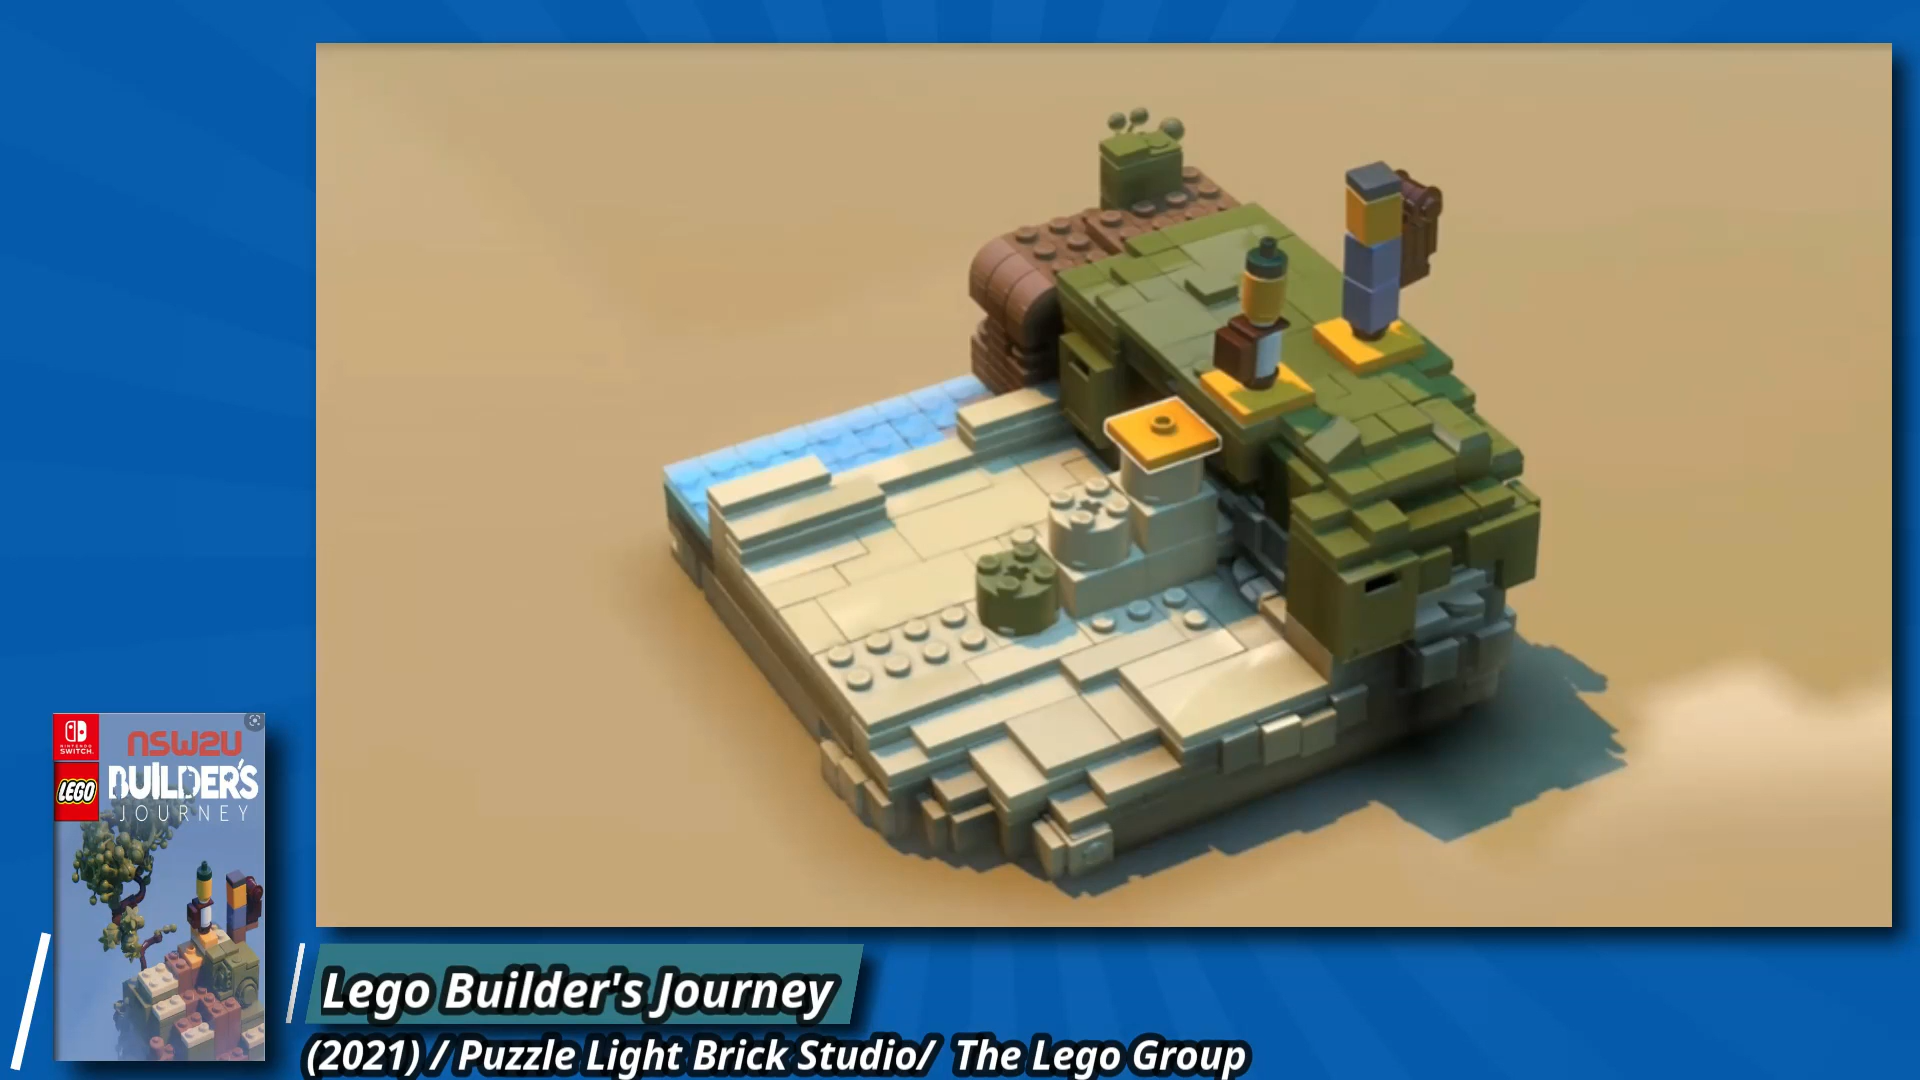 NINTENDO
SWITCH.
nsw2u
LEGO
BUILDER'S
JOURNEY
Lego Builder's Journey
(2021) / Puzzle Light Brick Studio/ The Lego Group